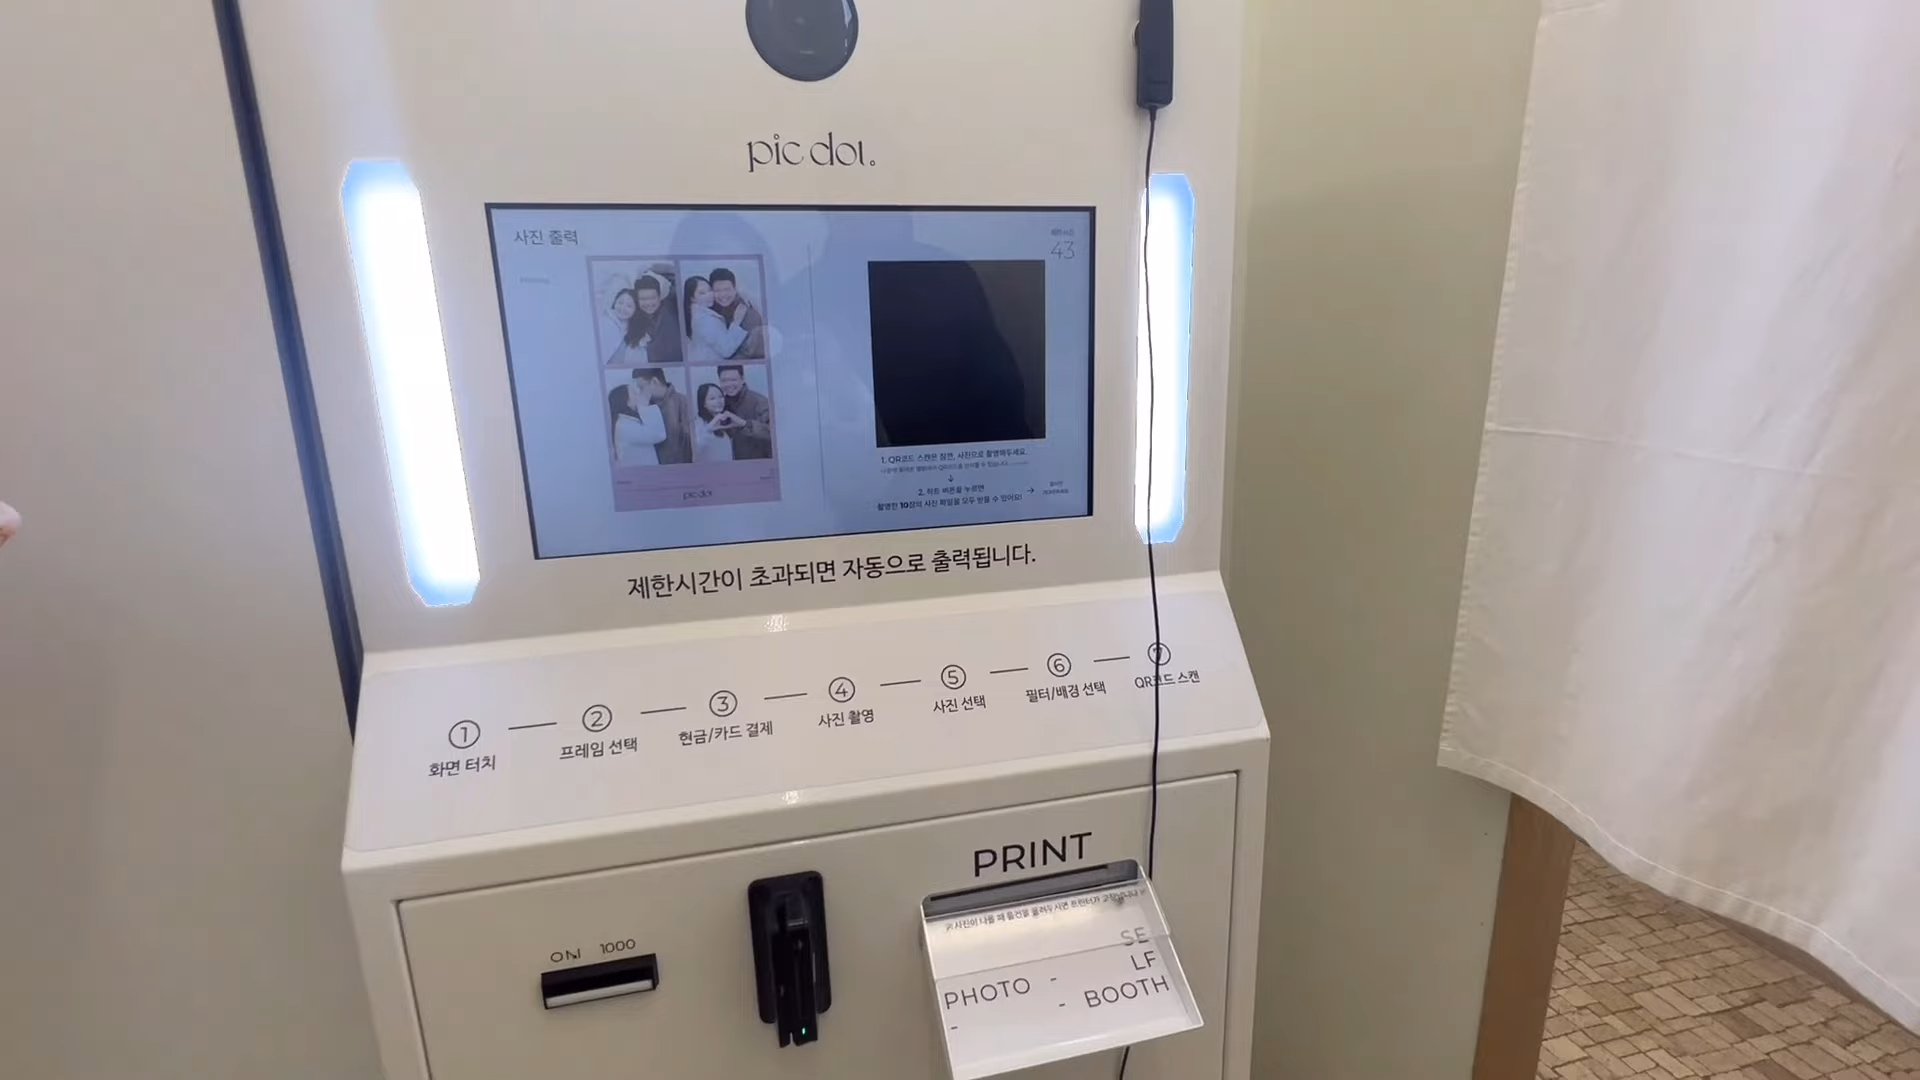 pic dot.
사진 출력
제한시간
43
1. QR코드 스캔은 잠깐, 사진으로 촬영해두세요.
↓
2. 하트 버튼을 누르면
촬영한 10장의 사진 파일을 모두 받을 수 있어요!
→
pic dot
제한시간이 초과되면 자동으로 출력됩니다.
① — ② — ③ — ④ — ⑤ — ⑥ — ⑦
화면 터치 프레임 선택 현금/카드 결제 사진 촬영 사진 선택 필터/배경 선택 QR코드 스캔
PRINT
1000
SE
LF
PHOTO -
- BOOTH
-